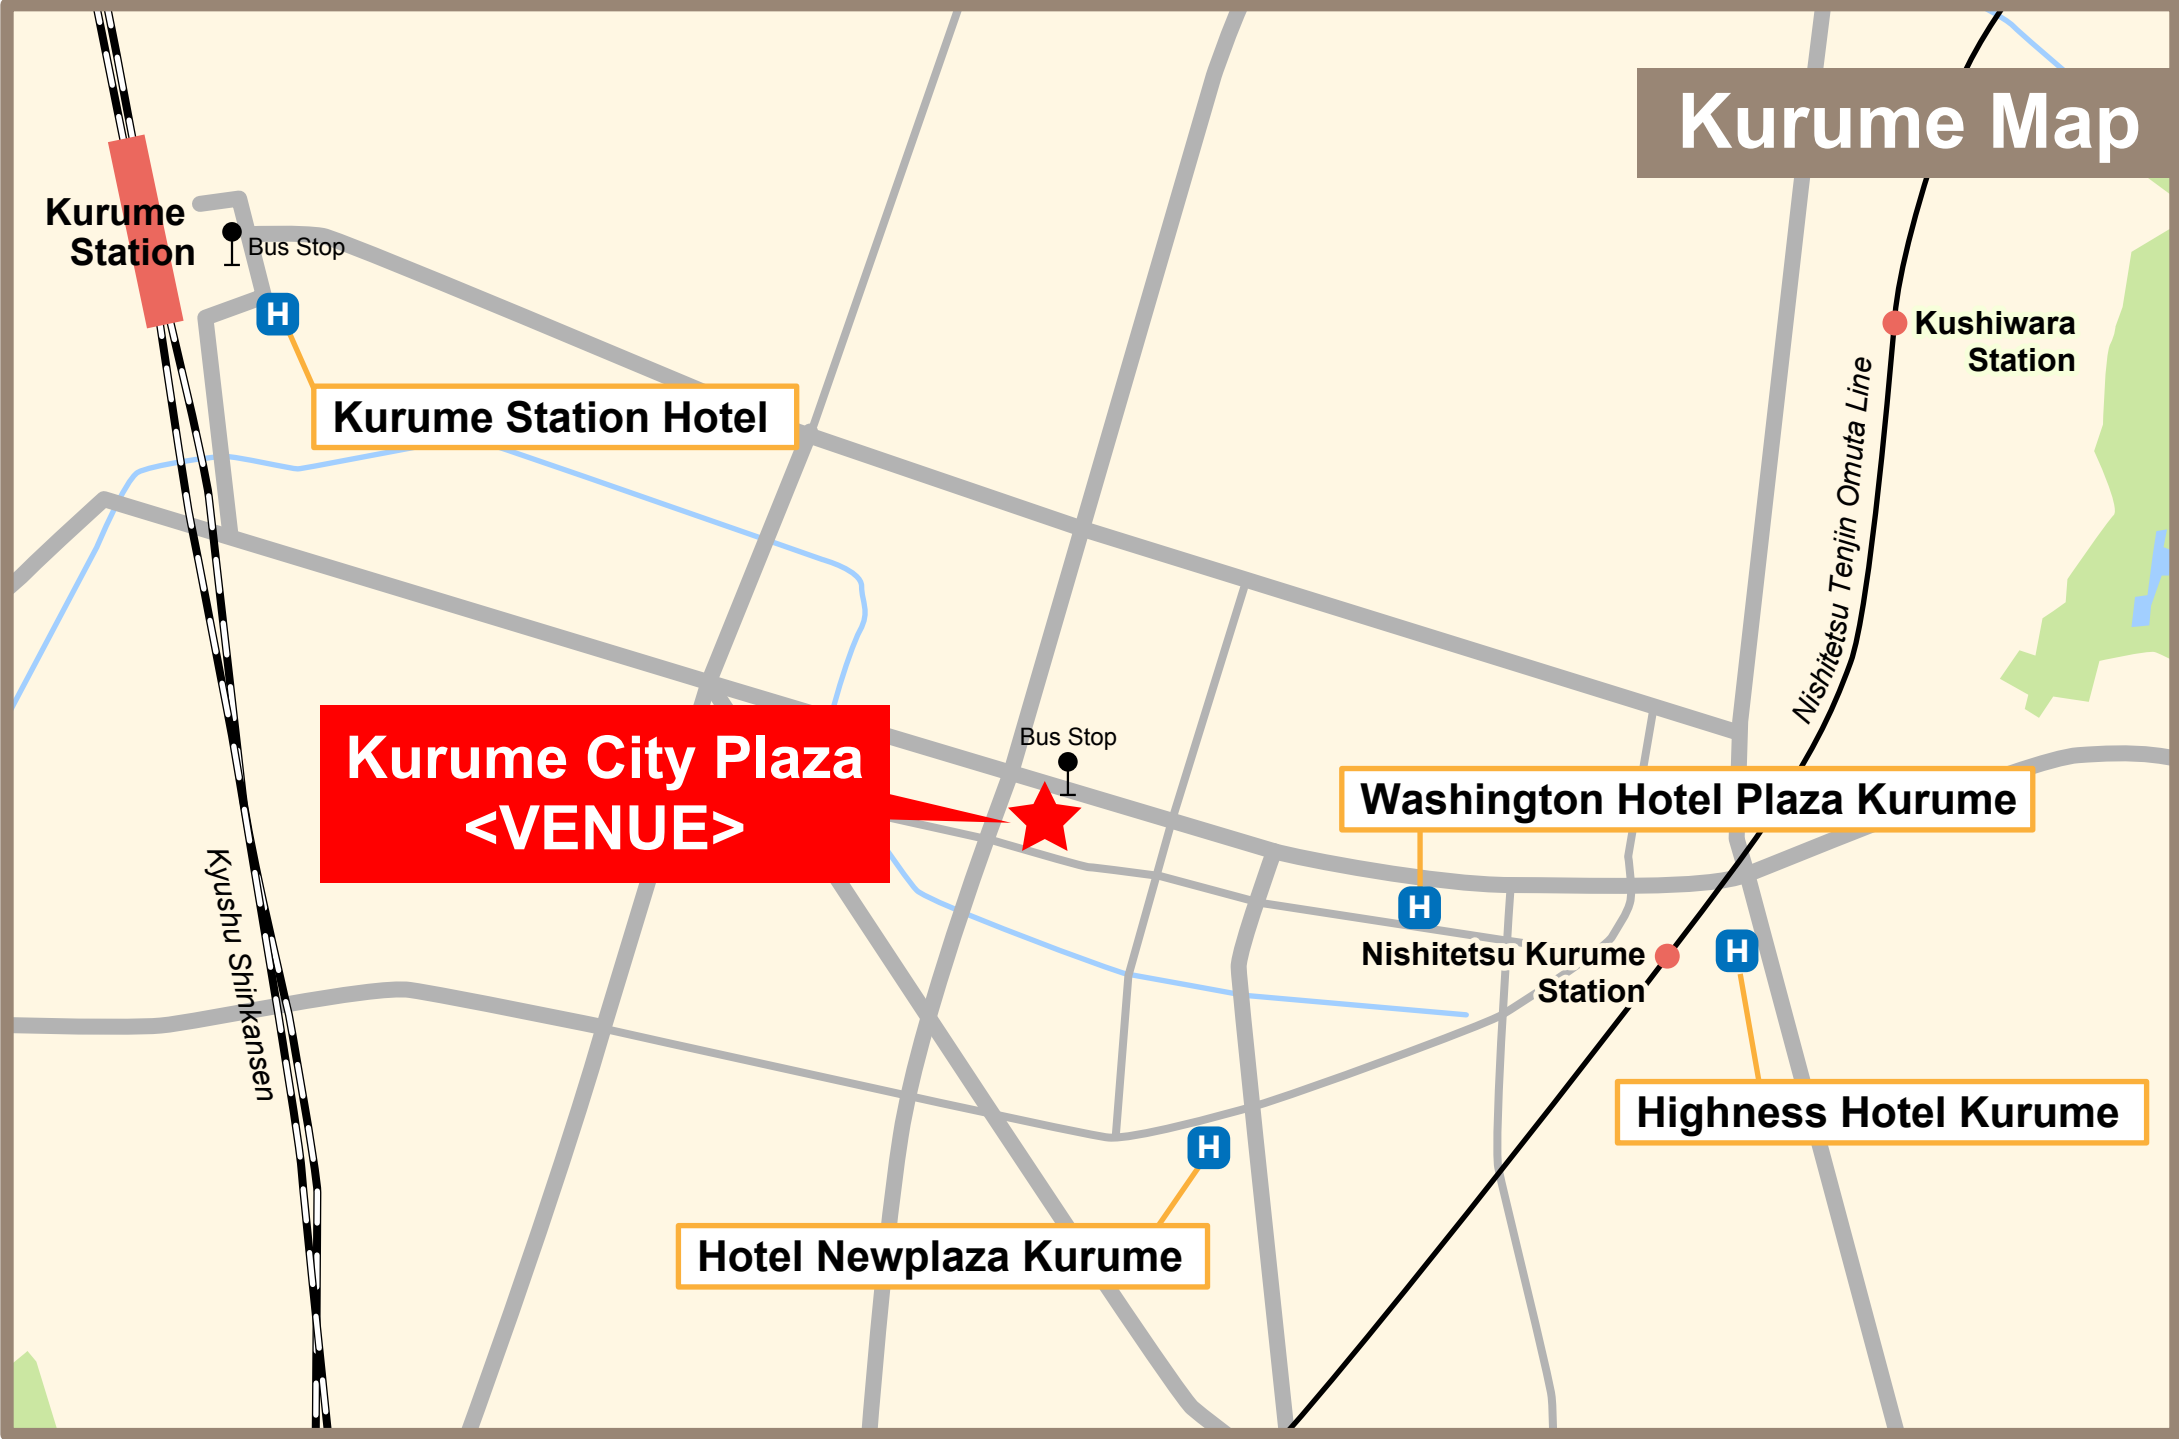 Kurume Map
Kurume
Station
Bus Stop
H
Kurume Station Hotel
Kushiwara
Station
Nishitetsu Tenjin Omuta Line
Kurume City Plaza
<VENUE>
Bus Stop
Washington Hotel Plaza Kurume
H
Nishitetsu Kurume
Station
H
Kyushu Shinkansen
Highness Hotel Kurume
H
Hotel Newplaza Kurume